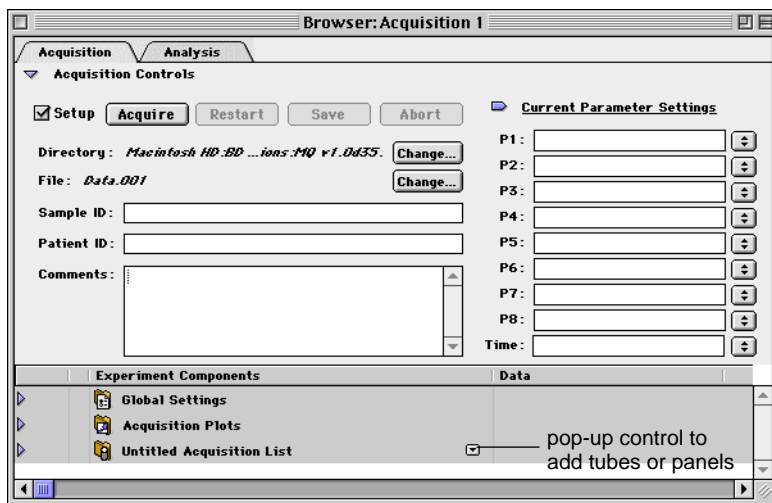 Browser:Acquisition 1
Acquisition
Analysis
Acquisition Controls
Setup Acquire Restart Save Abort
Directory: Macintosh HD:BD ...ions:MQ v1.0d35. Change...
File: Data.001 Change...
Sample ID:
Patient ID:
Comments:
Current Parameter Settings
P1:
P2:
P3:
P4:
P5:
P6:
P7:
P8:
Time:
Experiment Components Data
Global Settings
Acquisition Plots
Untitled Acquisition List
pop-up control to
add tubes or panels